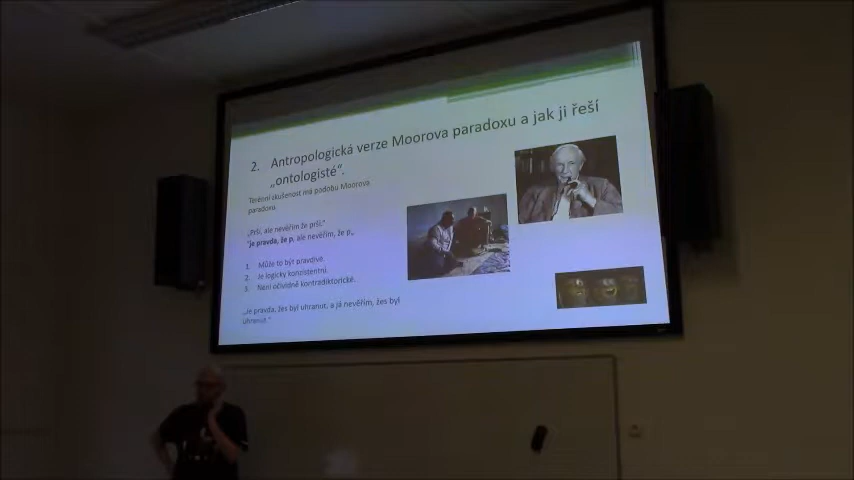 2. Antropologická verze Moorova paradoxu a jak ji řeší
„ontologisté“.
Terénní zkušenost má podobu Moorova
paradoxu.
„Prší, ale nevěřím že prší.“
"je pravda, že p, ale nevěřím, že p„
1. Může to být pravdivé.
2. Je logicky konzistentní.
3. Není očividně kontradiktorické.
„Je pravda, žes byl uhranut, a já nevěřím, žes byl
uhranut.“